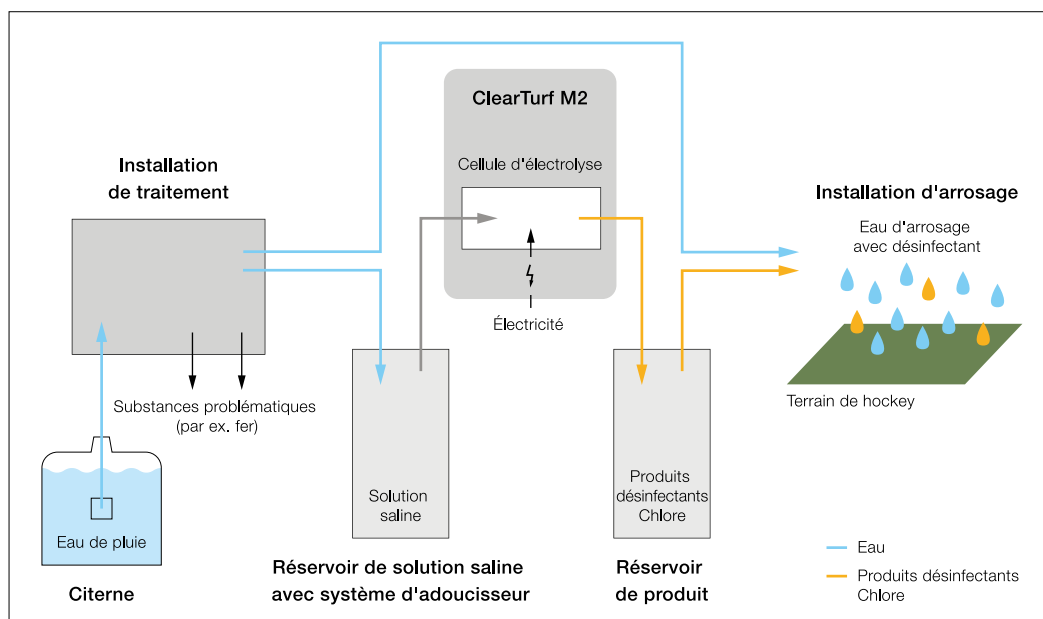 ClearTurf M2
Cellule d'électrolyse
Électricité
Installation
de traitement
Substances problématiques
(par ex. fer)
Eau de pluie
Citerne
Solution
saline
Réservoir de solution saline
avec système d'adoucisseur
Produits
désinfectants
Chlore
Réservoir
de produit
Installation d'arrosage
Eau d'arrosage
avec désinfectant
Terrain de hockey
Eau
Produits désinfectants
Chlore